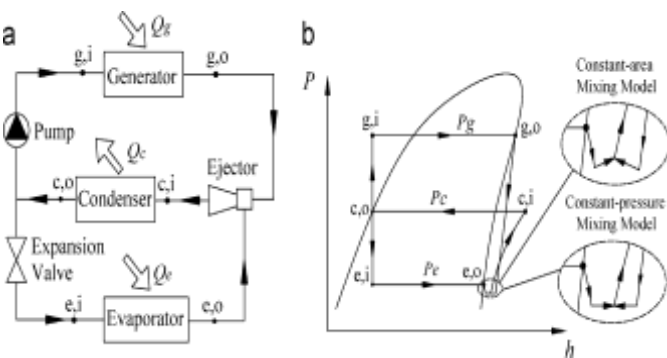 a
Qg
g,i
g,o
Generator
Pump
Qc
c,o
c,i
Condenser
Ejector
Expansion
Valve
Qe
e,i
e,o
Evaporator
b
P
g,i
Pg
g,o
c,o
Pc
c,i
e,i
Pe
e,o
h
Constant-area
Mixing Model
Constant-pressure
Mixing Model